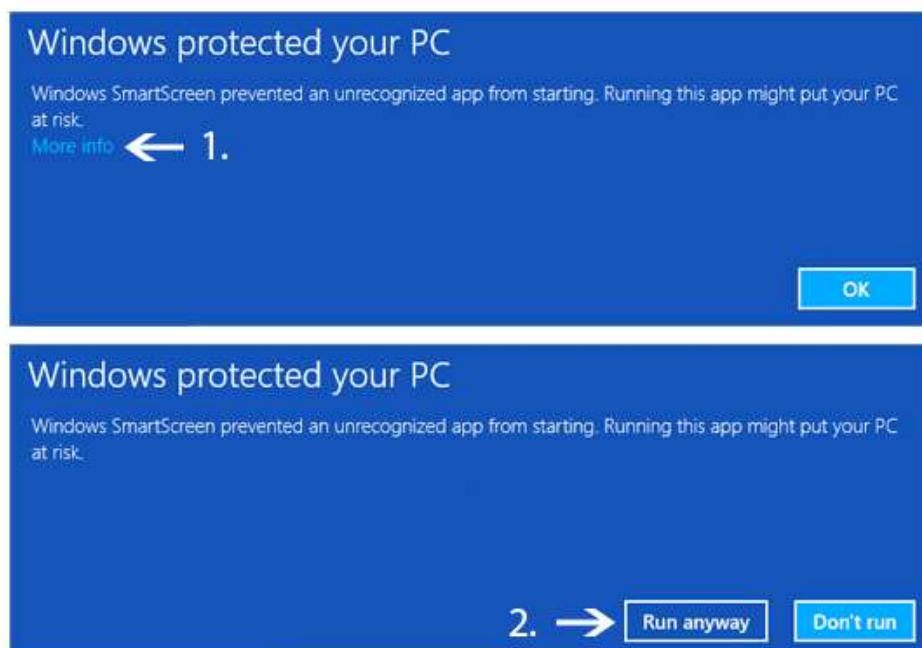 Windows protected your PC
Windows SmartScreen prevented an unrecognized app from starting. Running this app might put your PC
at risk.
More info 1.
OK
Windows protected your PC
Windows SmartScreen prevented an unrecognized app from starting. Running this app might put your PC
at risk.
2. Run anyway Don't run